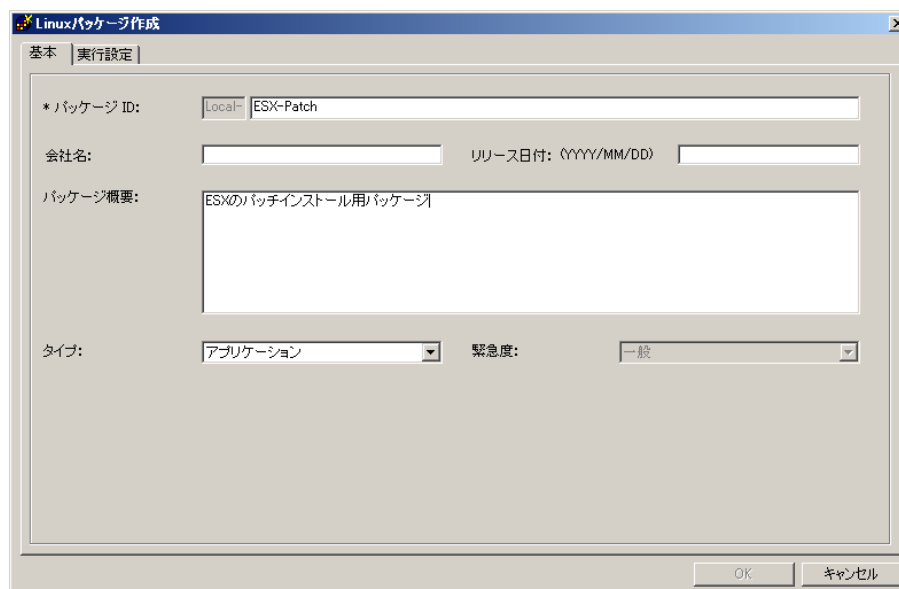 Linuxパッケージ作成
基本 実行設定
* パッケージ ID: Local- ESX-Patch
会社名: リリース日付: (YYYY/MM/DD)
パッケージ概要: ESXのパッチインストール用パッケージ
タイプ: アプリケーション 緊急度: 一般
OK キャンセル